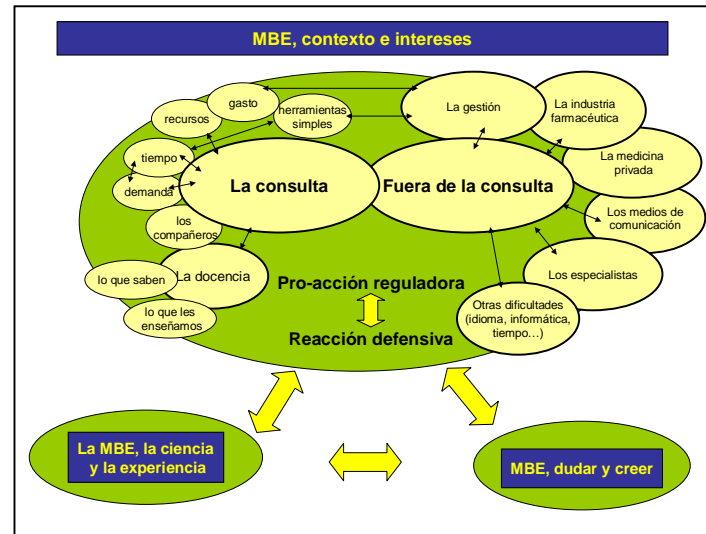 MBE, contexto e intereses
gasto
recursos
herramientas
simples
tiempo
demanda
los
compañeros
La consulta
Fuera de la consulta
La gestión
La industria
farmacéutica
La medicina
privada
Los medios de
comunicación
Los especialistas
Otras dificultades
(idioma, informática,
tiempo…)
La docencia
lo que saben
lo que les
enseñamos
Pro-acción reguladora
Reacción defensiva
La MBE, la ciencia
y la experiencia
MBE, dudar y creer